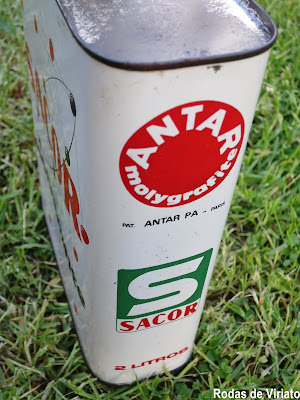 ANTAR
molygrafite
PAT. ANTAR PA - PARIS
S
SACOR
2 LITROS
Rodas de Viriato